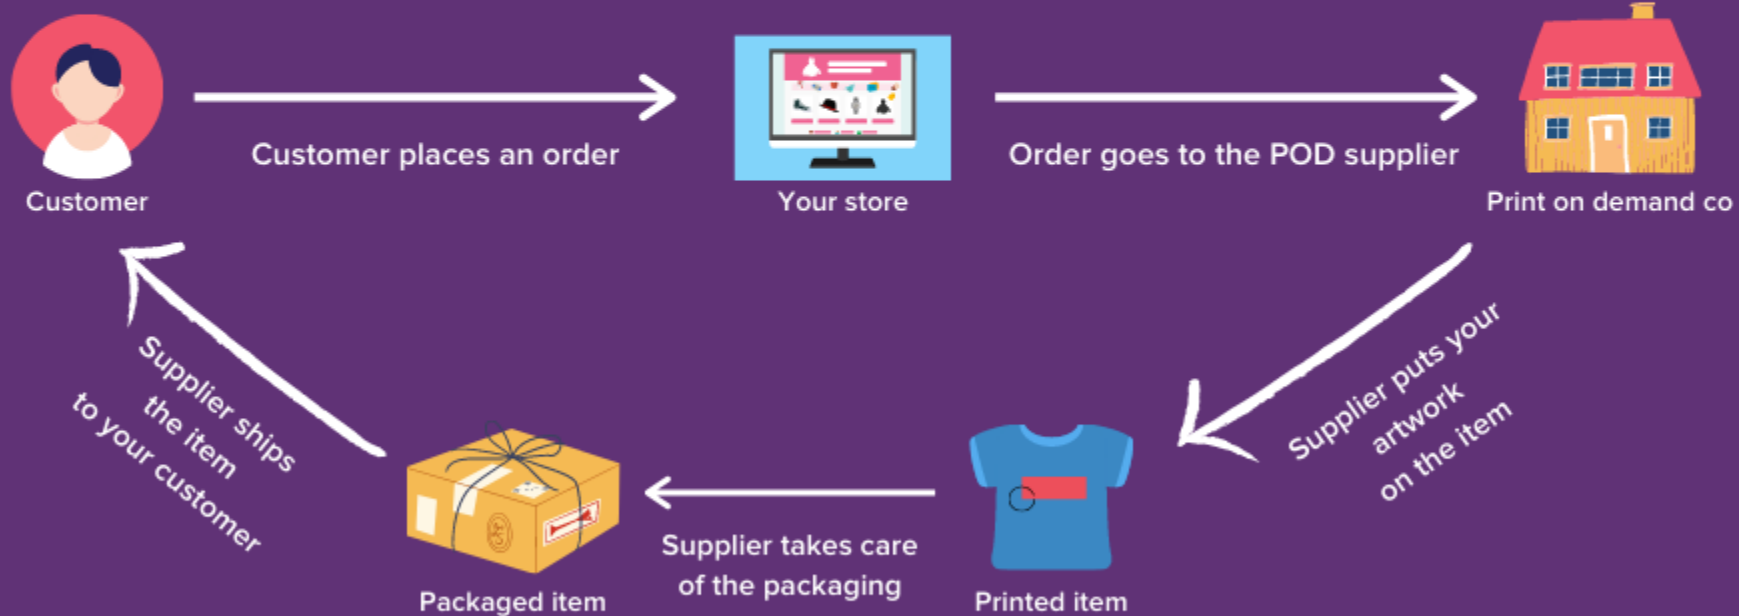 Customer places an order
Order goes to the POD supplier
Customer
Your store
Print on demand co
Supplier puts your
artwork
on the item
Supplier ships
the item
to your customer
Supplier takes care
of the packaging
Packaged item
Printed item